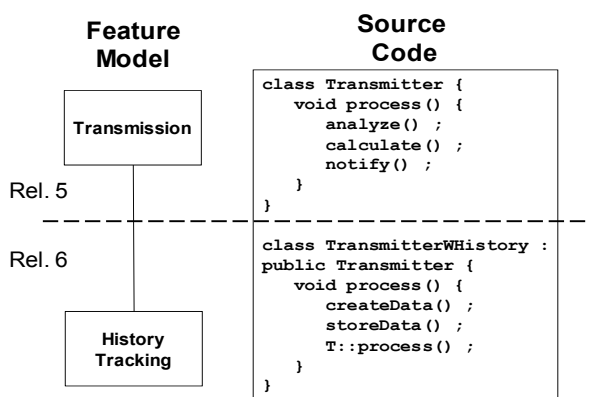 Feature
Model
Source
Code
Transmission
class Transmitter {
void process() {
analyze() ;
calculate() ;
notify() ;
}
}
Rel. 5
Rel. 6
class TransmitterWHistory :
public Transmitter {
void process() {
createData() ;
storeData() ;
T::process() ;
}
}
History
Tracking